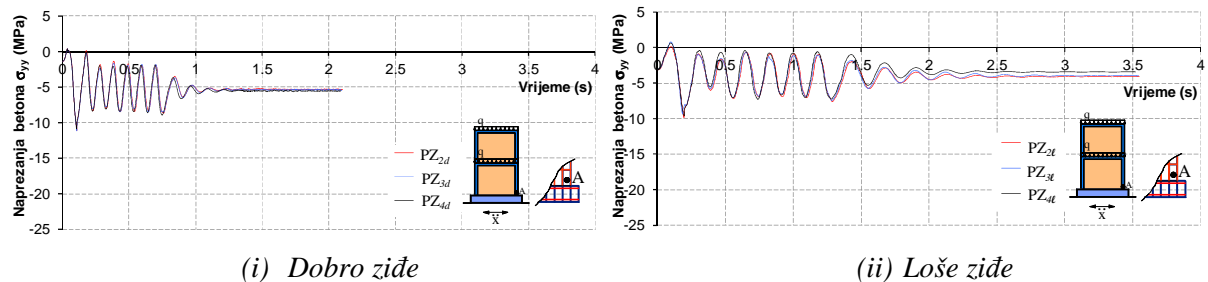 Naprezanja betona σyy (MPa)
5
0
-5
-10
-15
-20
-25
0 0.5 1 1.5 2 2.5 3 3.5 4
Vrijeme (s)
PZ2d
PZ3d
PZ4d
q
q
A
ẍ
A
(i) Dobro ziđe
Naprezanja betona σyy (MPa)
5
0
-5
-10
-15
-20
-25
0 0.5 1 1.5 2 2.5 3 3.5 4
Vrijeme (s)
PZ2ℓ
PZ3ℓ
PZ4ℓ
q
q
A
ẍ
A
(ii) Loše ziđe